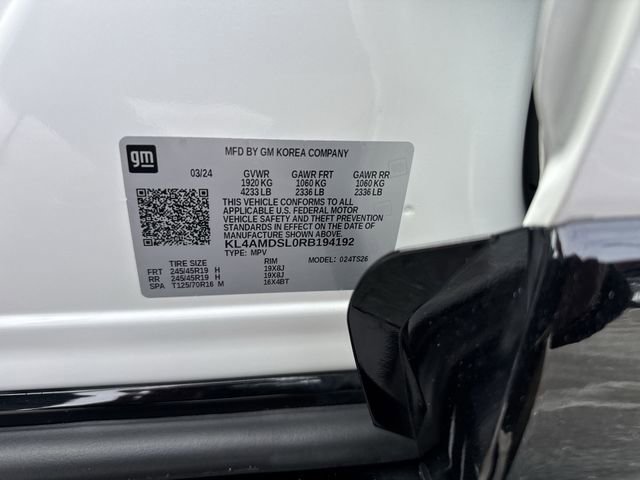 gm
MFD BY GM KOREA COMPANY
03/24 GVWR GAWR FRT GAWR RR
1920 KG 1060 KG 1060 KG
4233 LB 2336 LB 2336 LB
THIS VEHICLE CONFORMS TO ALL
APPLICABLE U.S. FEDERAL MOTOR
VEHICLE SAFETY AND THEFT PREVENTION
STANDARDS IN EFFECT ON THE DATE OF
MANUFACTURE SHOWN ABOVE.
KL4AMDSL0RB194192
TYPE: MPV MODEL: 024TS26
TIRE SIZE RIM
FRT 245/45R19 H 19X8J
RR 245/45R19 H 19X8J
SPA T125/70R16 M 16X4BT